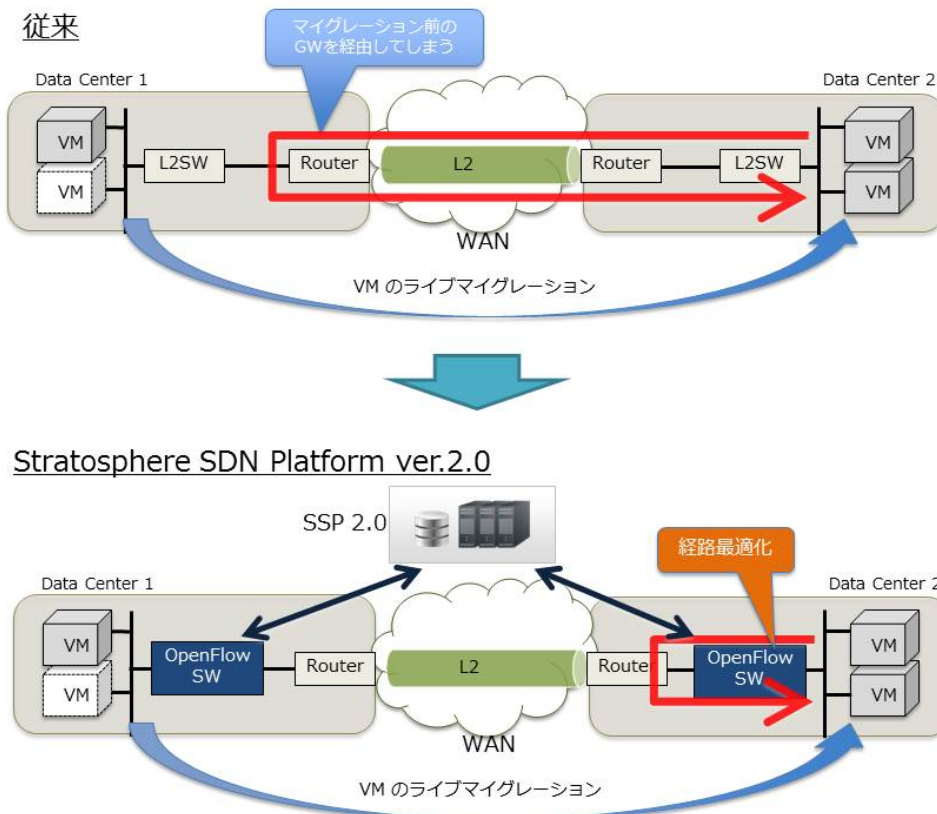 従来
マイグレーション前の
GWを経由してしまう
Data Center 1
Data Center 2
VM
VM
L2SW
Router
L2
Router
L2SW
VM
VM
WAN
VM のライブマイグレーション
Stratosphere SDN Platform ver.2.0
SSP 2.0
経路最適化
Data Center 1
Data Center 2
VM
VM
OpenFlow
SW
Router
L2
Router
OpenFlow
SW
VM
VM
WAN
VM のライブマイグレーション